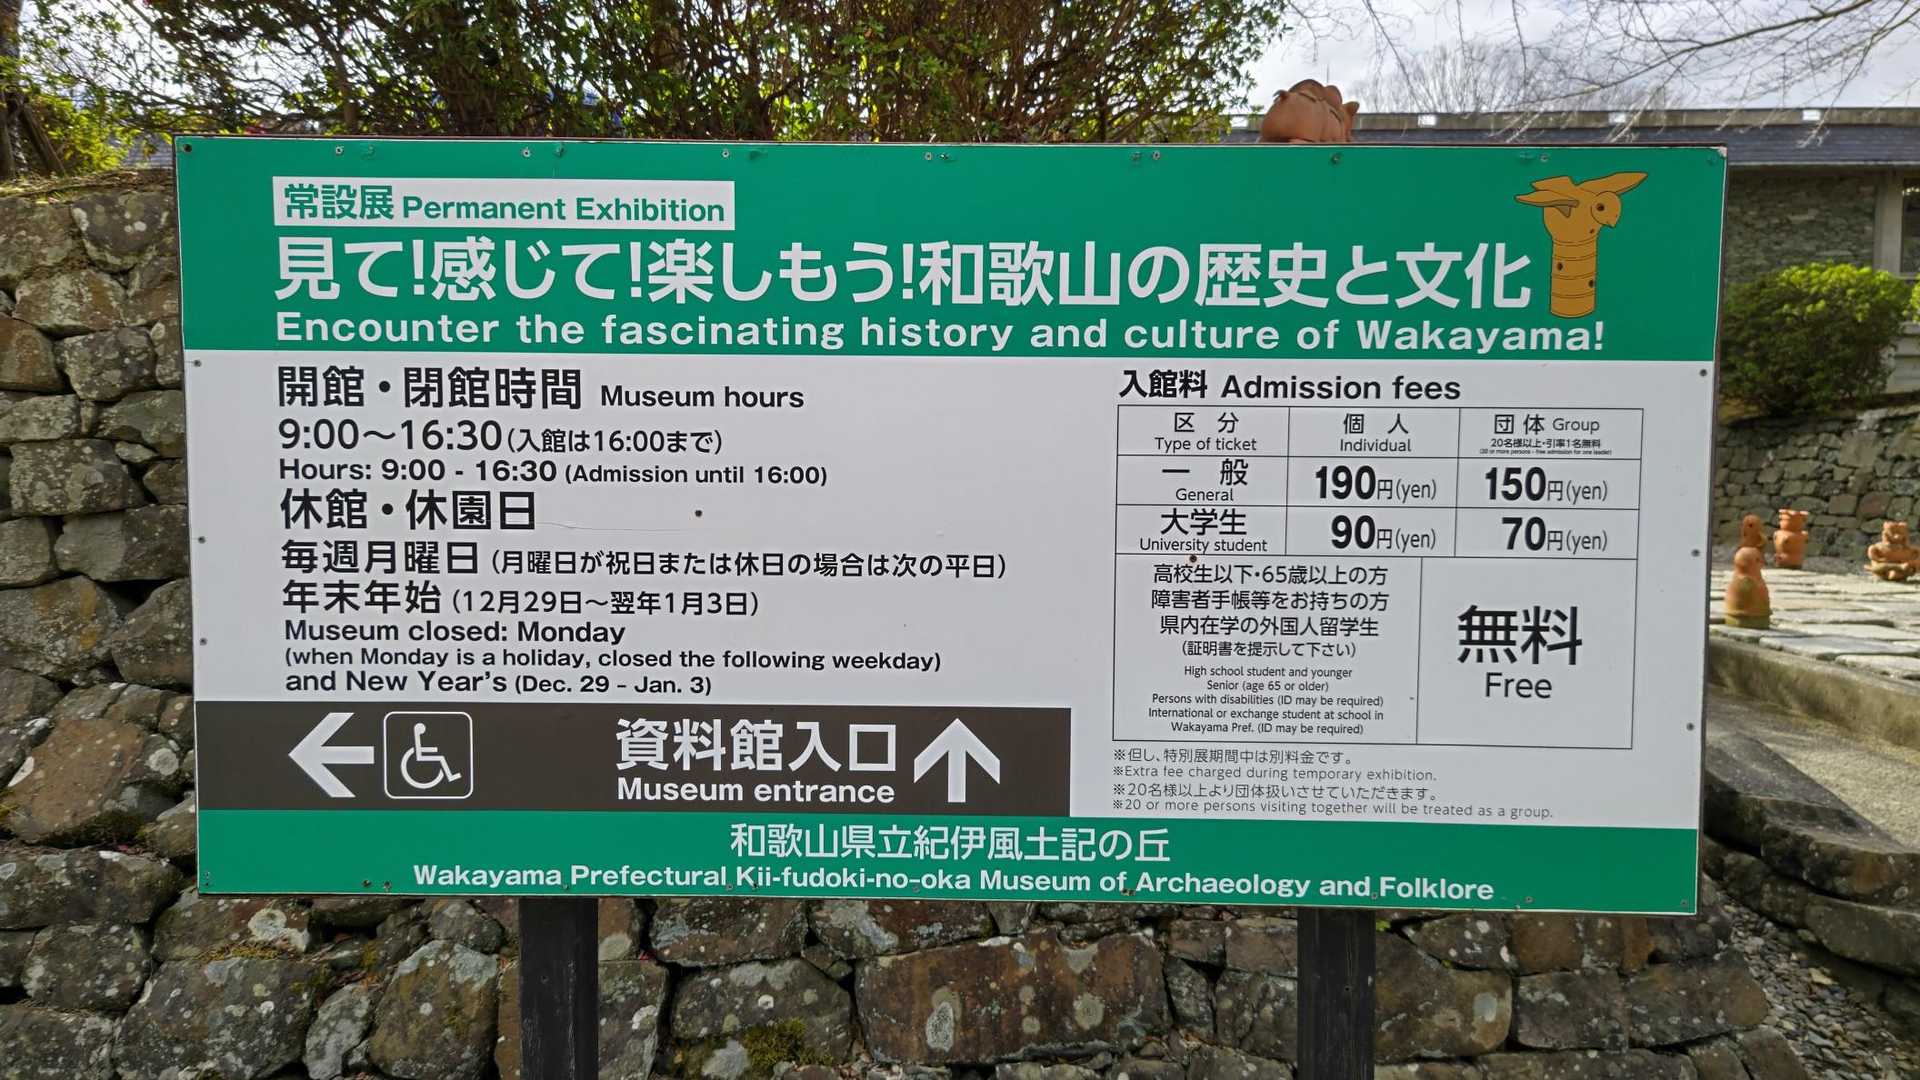 常設展 Permanent Exhibition
見て!感じて!楽しもう!和歌山の歴史と文化
Encounter the fascinating history and culture of Wakayama!
開館・閉館時間 Museum hours
9:00～16:30(入館は16:00まで)
Hours: 9:00 - 16:30 (Admission until 16:00)
休館・休園日
毎週月曜日(月曜日が祝日または休日の場合は次の平日)
年末年始(12月29日～翌年1月3日)
Museum closed: Monday
(when Monday is a holiday, closed the following weekday)
and New Year's (Dec. 29 - Jan. 3)
資料館入口
Museum entrance
入館料 Admission fees
区分 個人 団体 Group
Type of ticket Individual 20名様以上・引率1名無料
(20 or more persons - free admission for one leader)
一般 190円(yen) 150円(yen)
General
大学生 90円(yen) 70円(yen)
University student
高校生以下・65歳以上の方
障害者手帳等をお持ちの方
県内在学の外国人留学生
(証明書を提示して下さい)
High school student and younger
Senior (age 65 or older)
Persons with disabilities (ID may be required)
International or exchange student at school in
Wakayama Pref. (ID may be required)
無料
Free
※但し、特別展期間中は別料金です。
※Extra fee charged during temporary exhibition.
※20名様以上より団体扱いさせていただきます。
※20 or more persons visiting together will be treated as a group.
和歌山県立紀伊風土記の丘
Wakayama Prefectural Kii-fudoki-no-oka Museum of Archaeology and Folklore